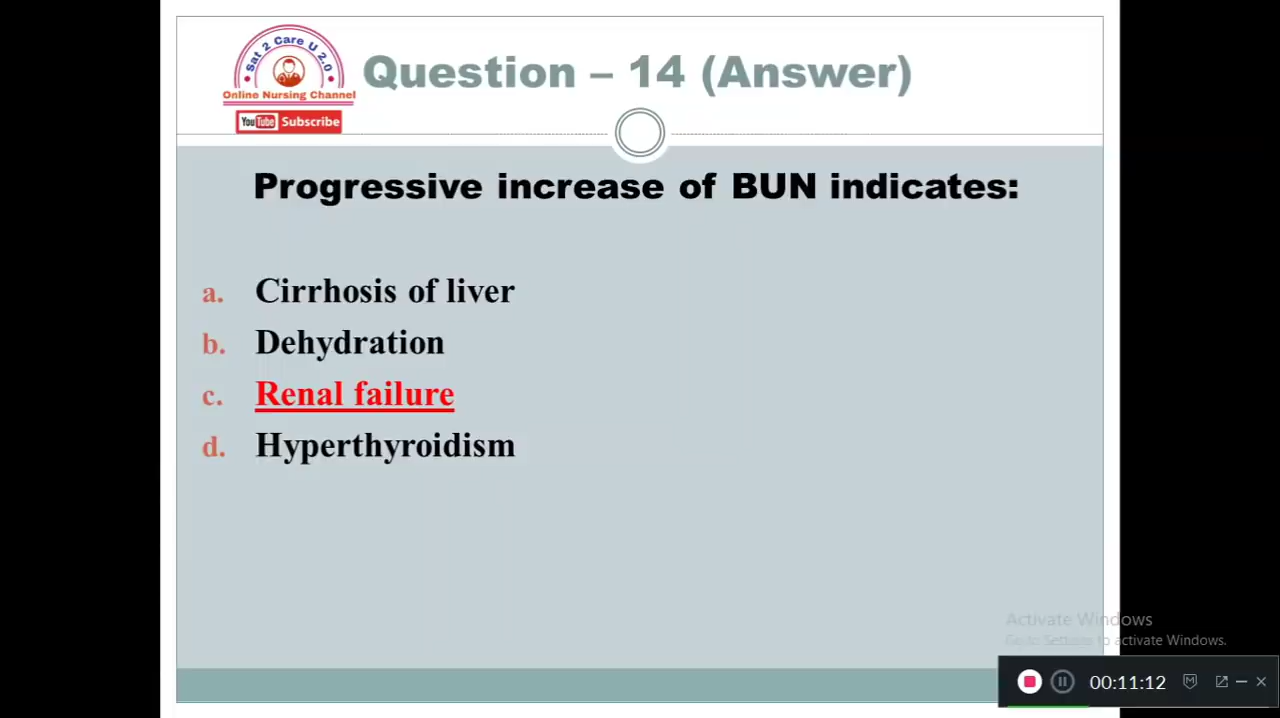 Sat 2 Care U 2.0
Online Nursing Channel
YouTube Subscribe
Question – 14 (Answer)
Progressive increase of BUN indicates:
a. Cirrhosis of liver
b. Dehydration
c. Renal failure
d. Hyperthyroidism
Activate Windows
Go to Settings to activate Windows.
00:11:12